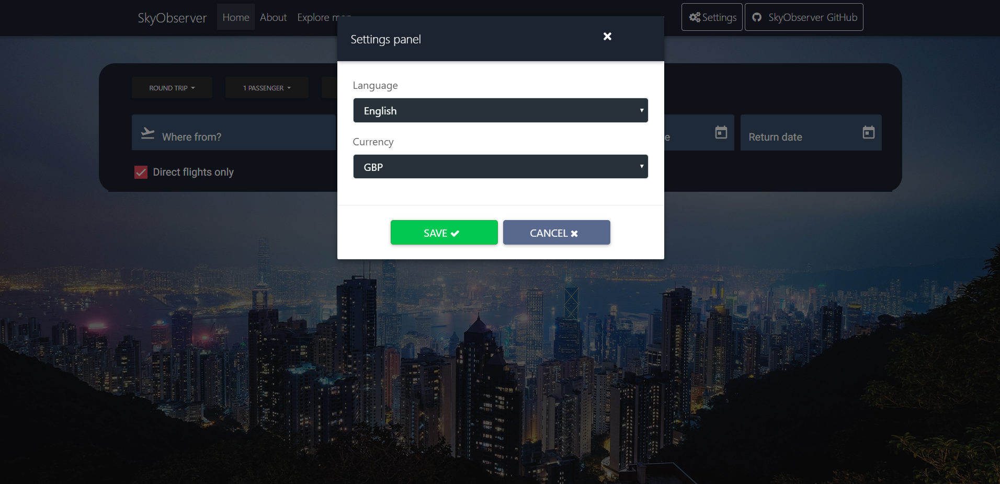 SkyObserver Home About Explore
Settings SkyObserver GitHub
Settings panel
ROUND TRIP 1 PASSENGER
Language
English
Where from?
Return date
Currency
GBP
Direct flights only
SAVE
CANCEL